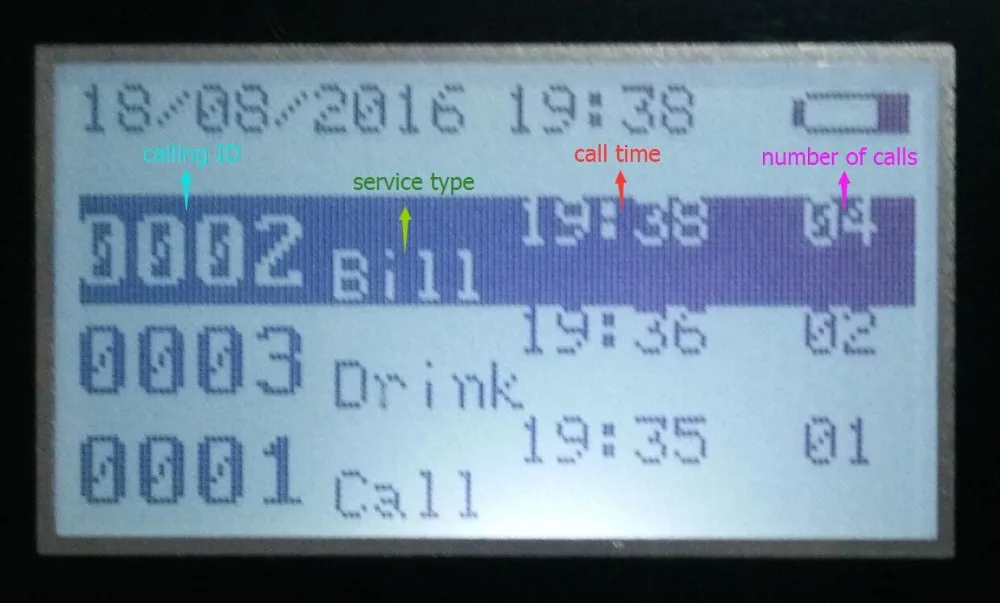 18/08/2016 19:38
calling ID service type call time number of calls
0002 Bill 19:38 04
0003 Drink 19:36 02
0001 Call 19:35 01